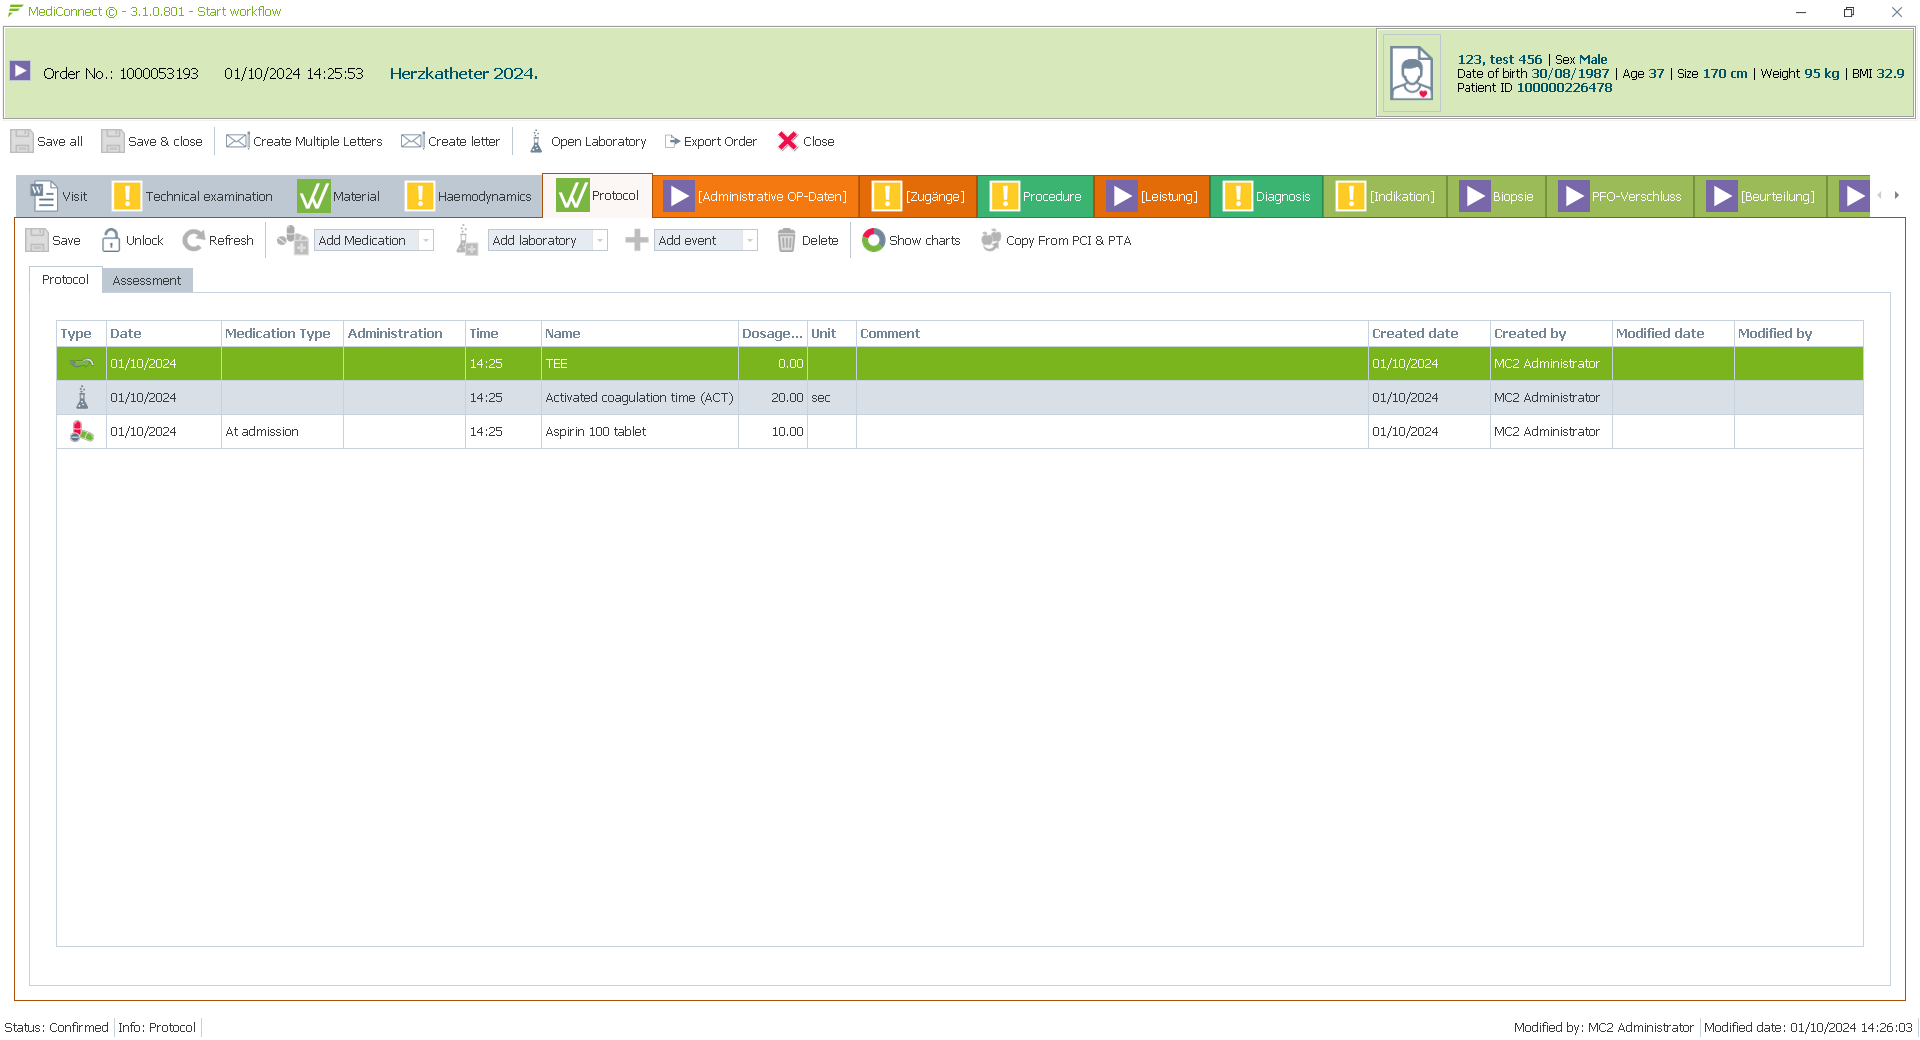 MediConnect © - 3.1.0.801 - Start workflow
Order No.: 1000053193 01/10/2024 14:25:53 Herzkatheter 2024.
123, test 456 | Sex Male
Date of birth 30/08/1987 | Age 37 | Size 170 cm | Weight 95 kg | BMI 32.9
Patient ID 100000226478
Save all Save & close Create Multiple Letters Create letter Open Laboratory Export Order Close
Visit Technical examination Material Haemodynamics Protocol [Administrative OP-Daten] [Zugänge] Procedure [Leistung] Diagnosis [Indikation] Biopsie PFO-Verschluss [Beurteilung]
Save Unlock Refresh Add Medication Add laboratory Add event Delete Show charts Copy From PCI & PTA
Protocol Assessment
Type Date Medication Type Administration Time Name Dosage... Unit Comment Created date Created by Modified date Modified by
01/10/2024 14:25 TEE 0.00 01/10/2024 MC2 Administrator
01/10/2024 14:25 Activated coagulation time (ACT) 20.00 sec 01/10/2024 MC2 Administrator
01/10/2024 At admission 14:25 Aspirin 100 tablet 10.00 01/10/2024 MC2 Administrator
Status: Confirmed Info: Protocol Modified by: MC2 Administrator Modified date: 01/10/2024 14:26:03